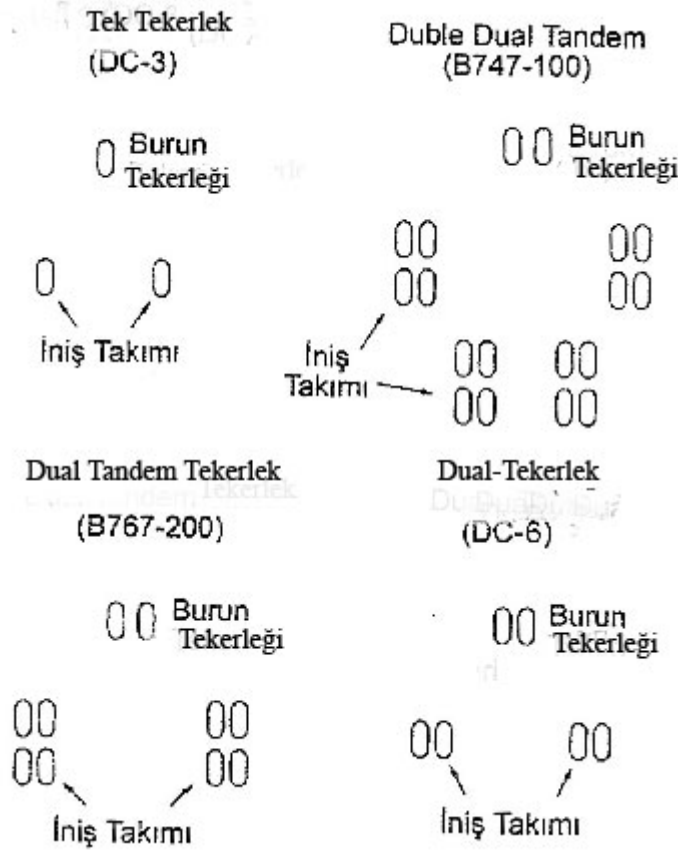 Tek Tekerlek
(DC-3)
Burun
Tekerleği
İniş Takımı
Duble Dual Tandem
(B747-100)
Burun
Tekerleği
İniş
Takımı
Dual Tandem Tekerlek
(B767-200)
Burun
Tekerleği
İniş Takımı
Dual-Tekerlek
(DC-6)
Burun
Tekerleği
İniş Takımı